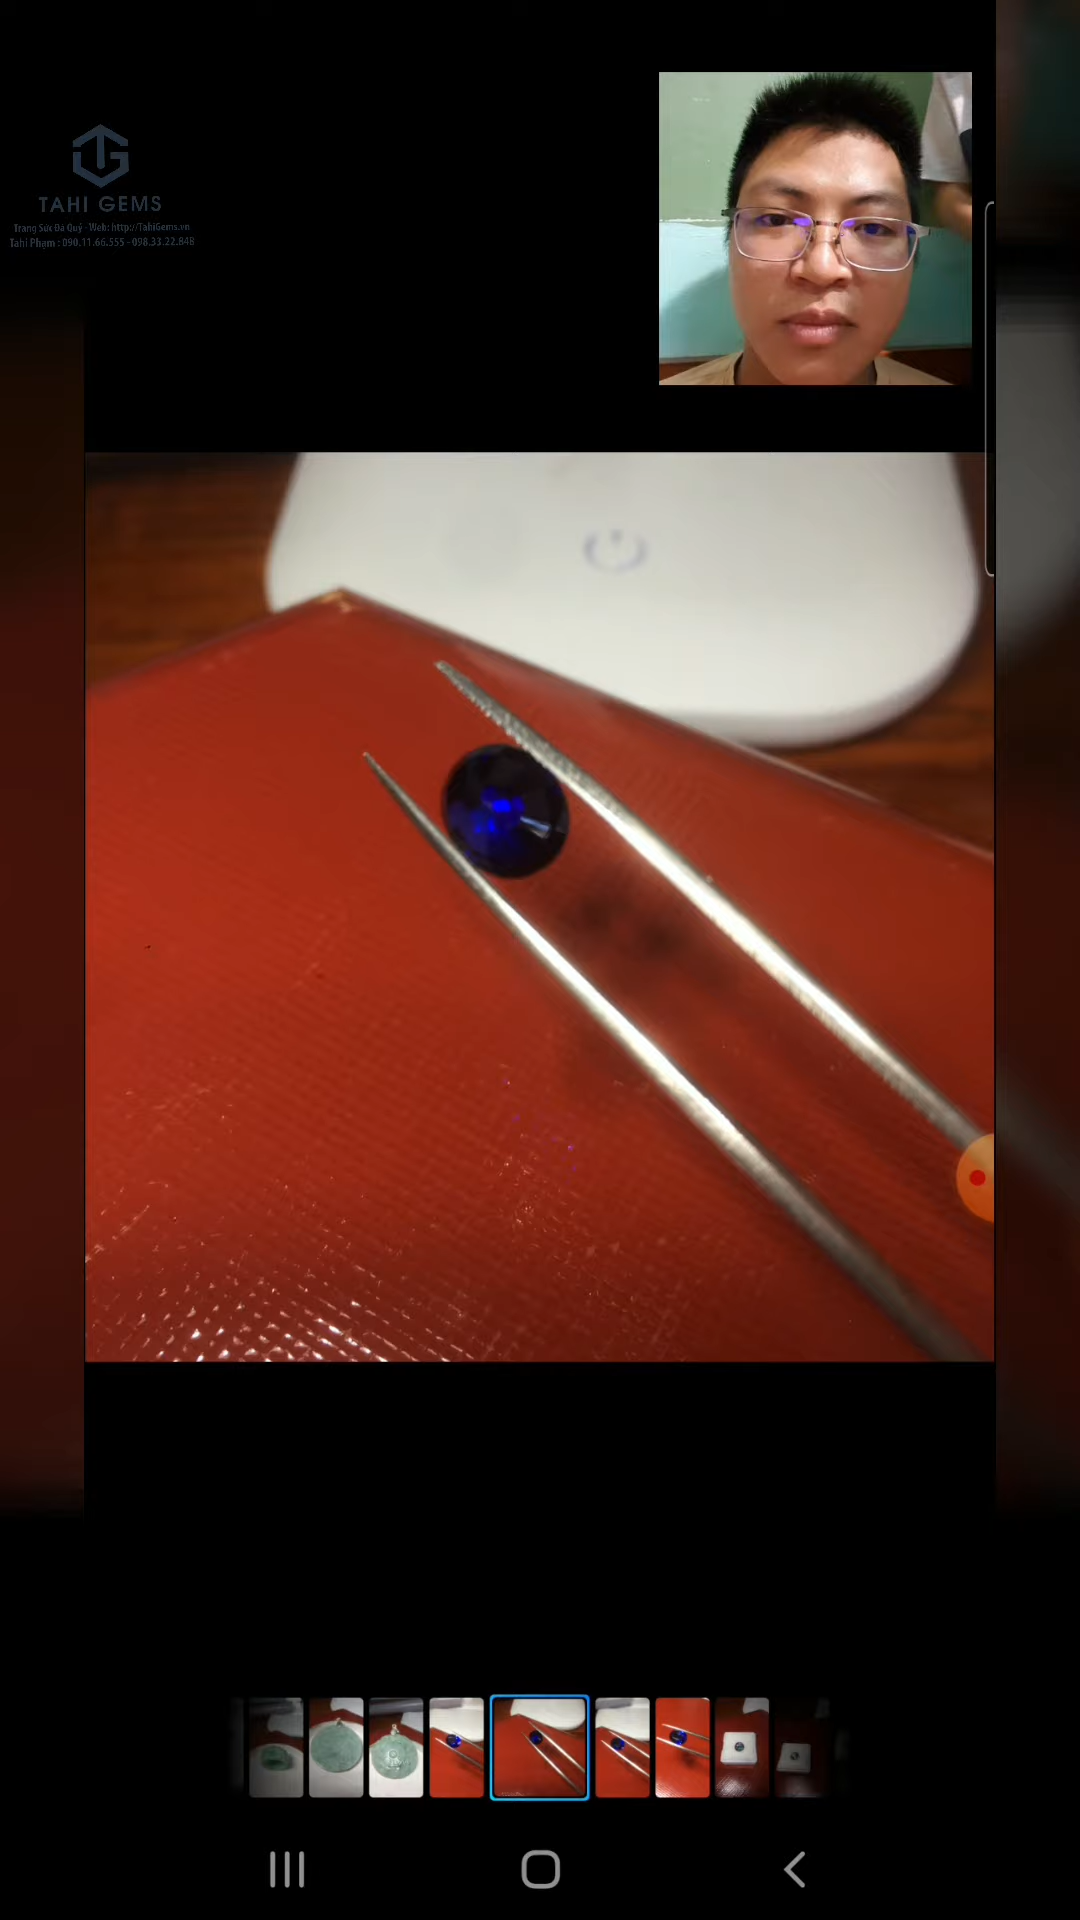 TAHI GEMS
Trang Sức Đá Quý - Web: http://TahiGems.vn
Tahi Phạm : 090.11.66.555 - 098.33.22.848